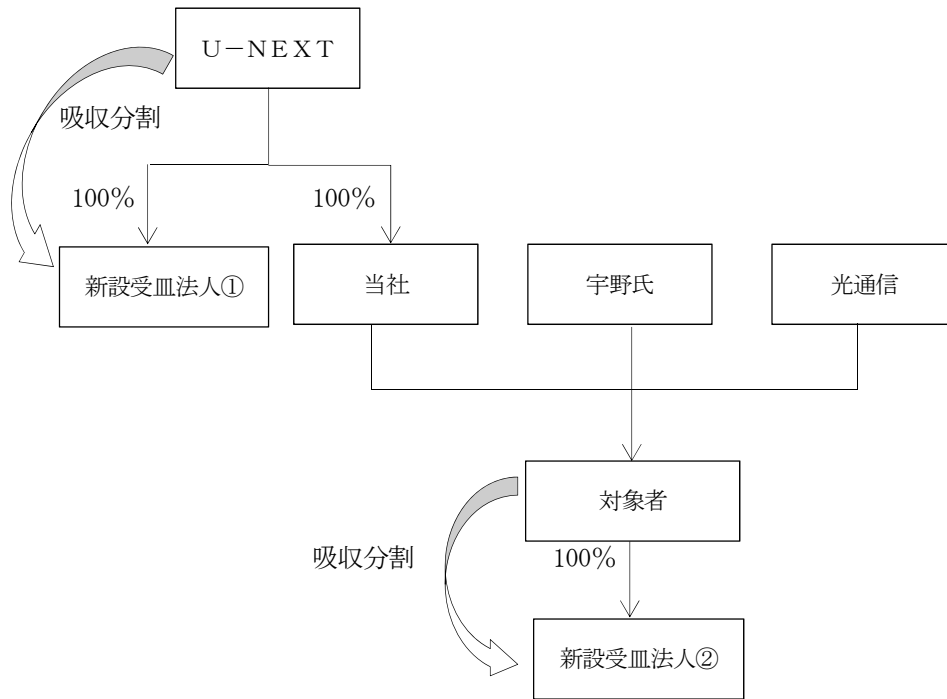 U－NEXT
吸収分割
100%
100%
新設受皿法人①
当社
宇野氏
光通信
対象者
吸収分割
100%
新設受皿法人②